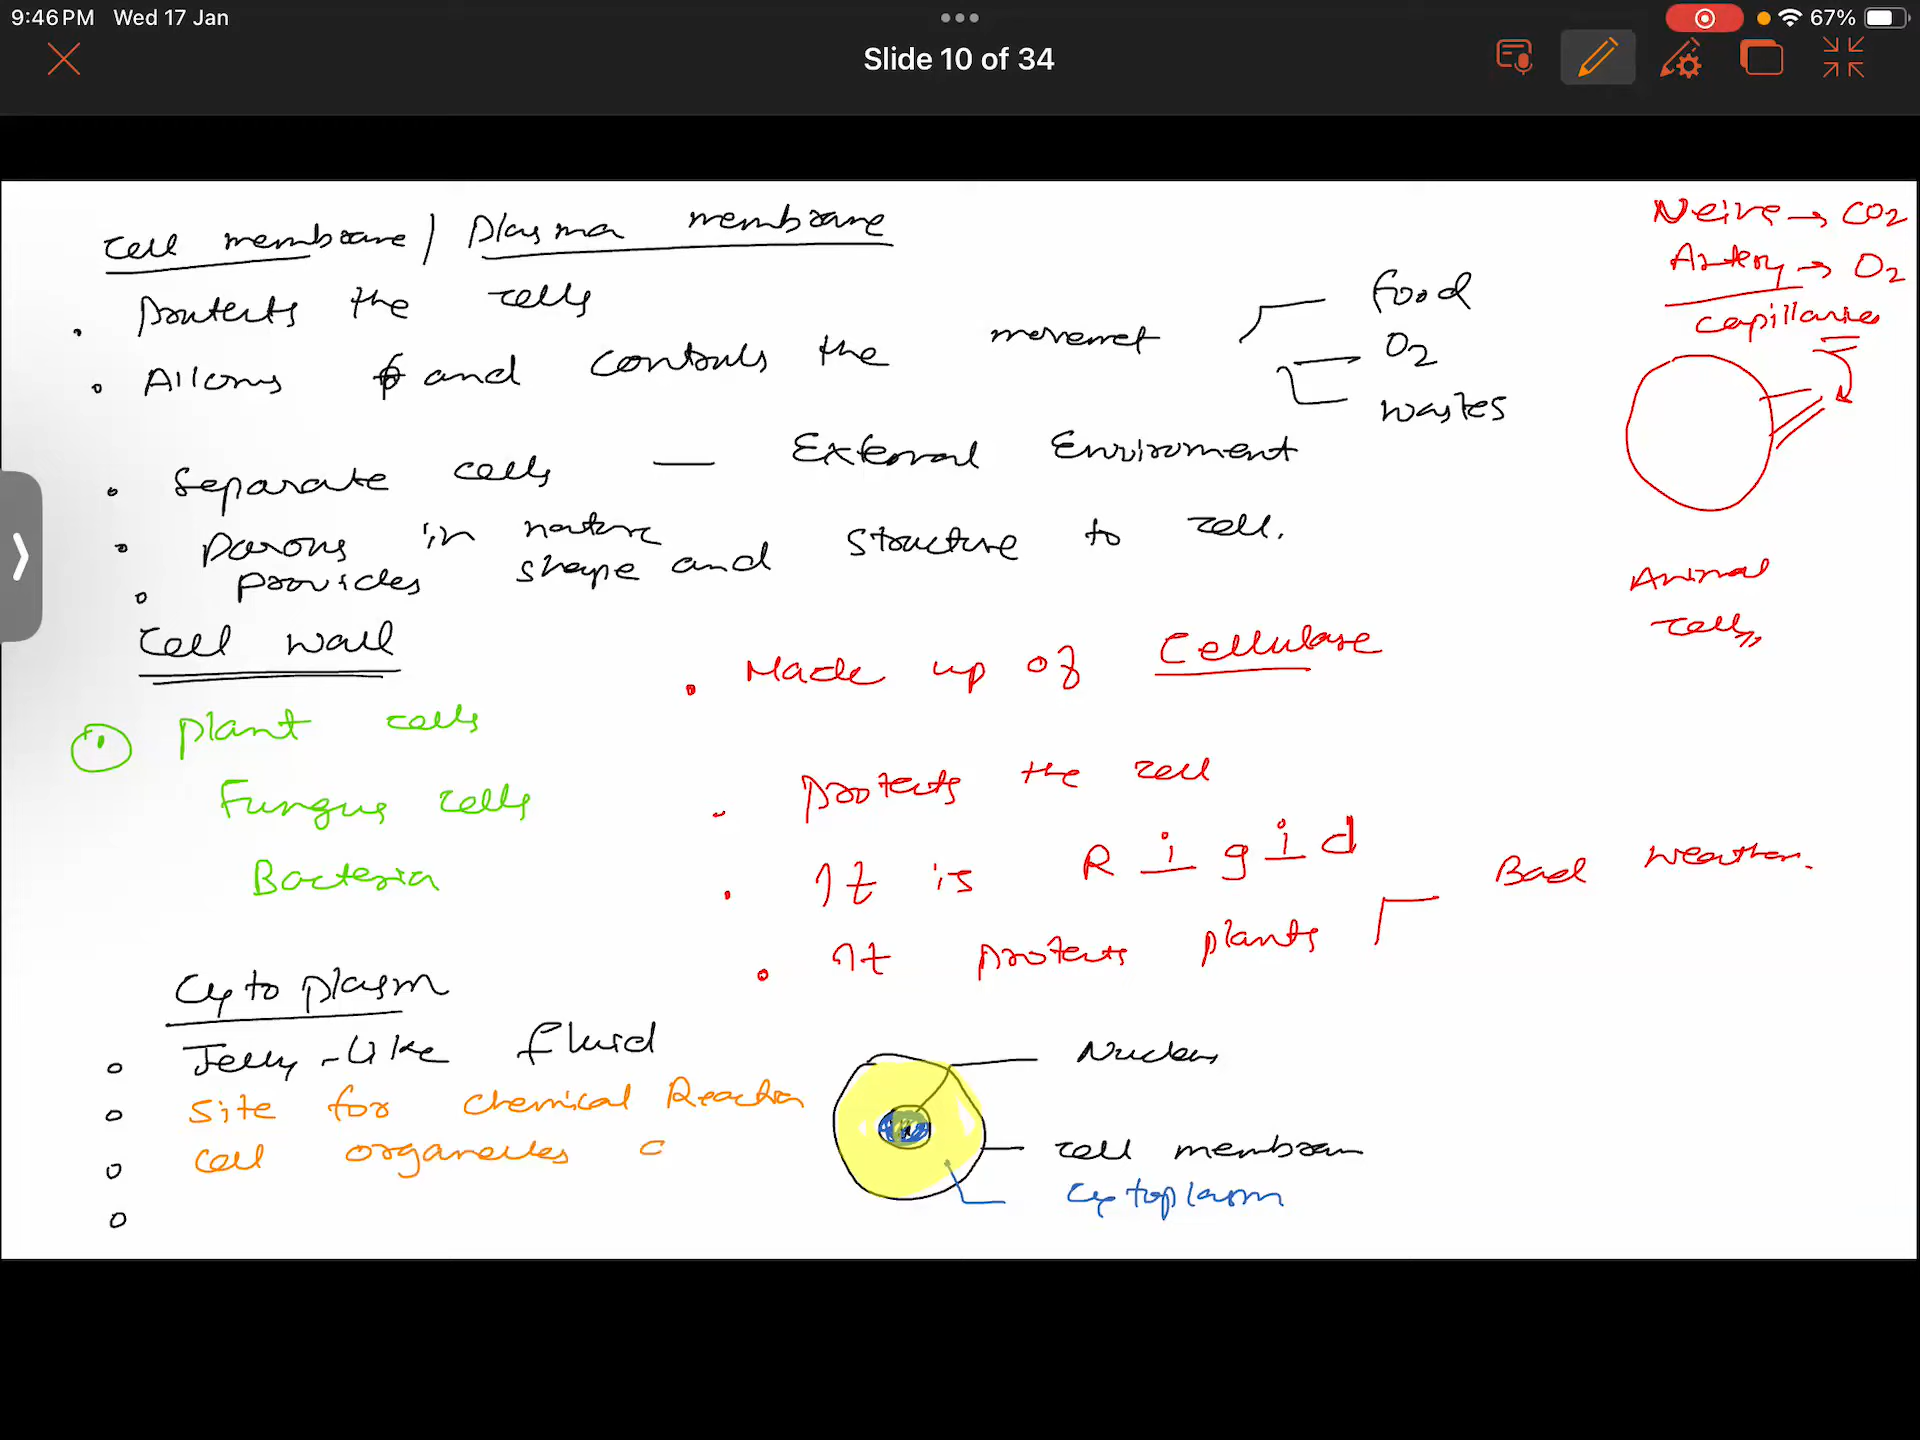 9:46 PM Wed 17 Jan
67%
Slide 10 of 34
Cell membrane / Plasma membrane
Protects the cells
Allows and controls the movemet
food
O2
wastes
Separate cells — External Enviroment
Porous in nature
Provides shape and structure to cell.
Neive → CO2
Artery → O2
Capillaries
Animal
cells
Cell wall
Plant cells
Fungus cells
Bacteria
Made up of Cellulose
Protects the cell
It is Rigid
It protects plants
Bad weather.
Cytoplasm
Jelly-like fluid
Site for chemical Reaction
Cell organelles
Nucleus
Cell membran
Cytoplasm